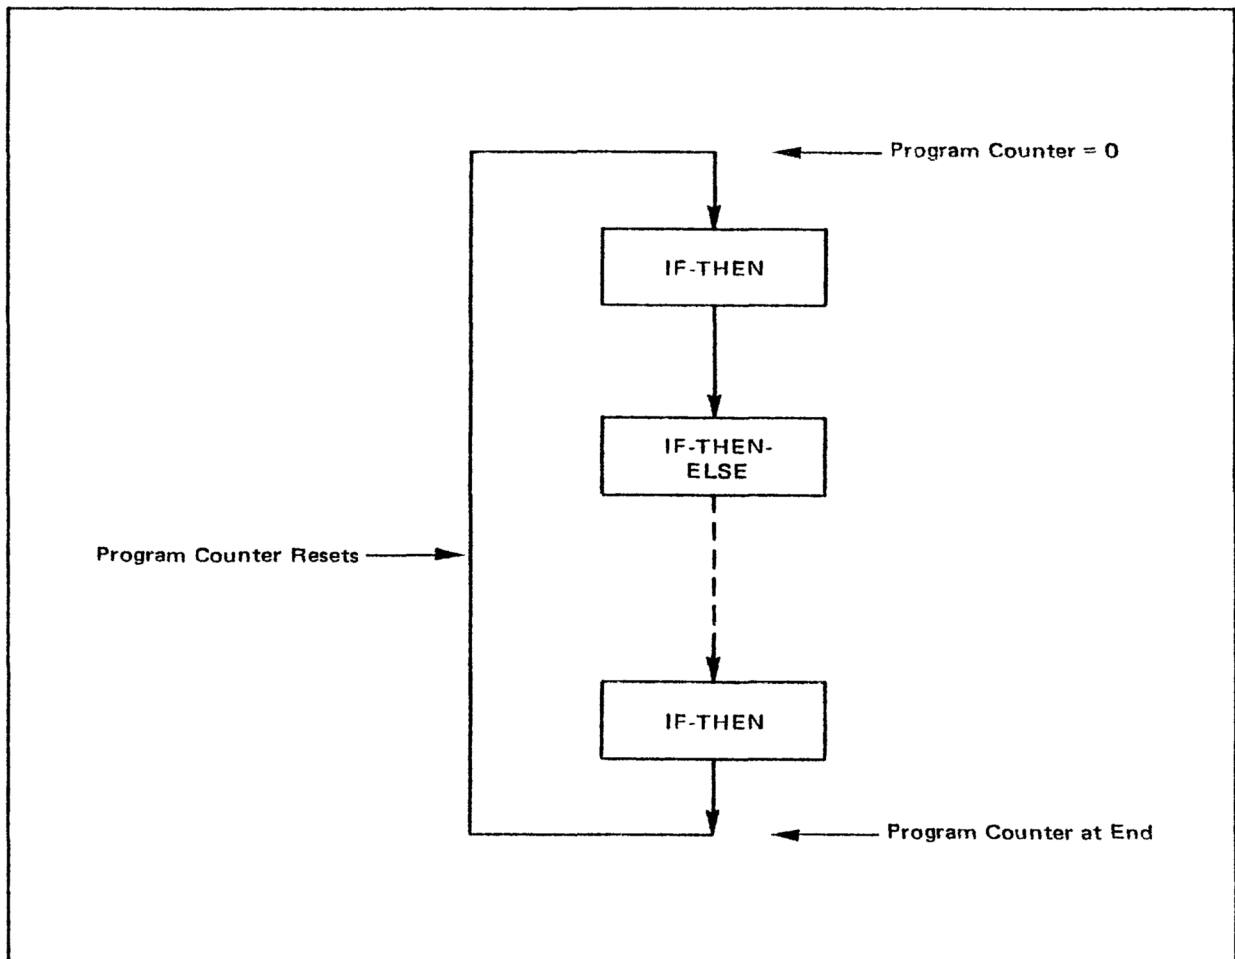 Program Counter = 0
IF-THEN
IF-THEN-
ELSE
Program Counter Resets
IF-THEN
Program Counter at End